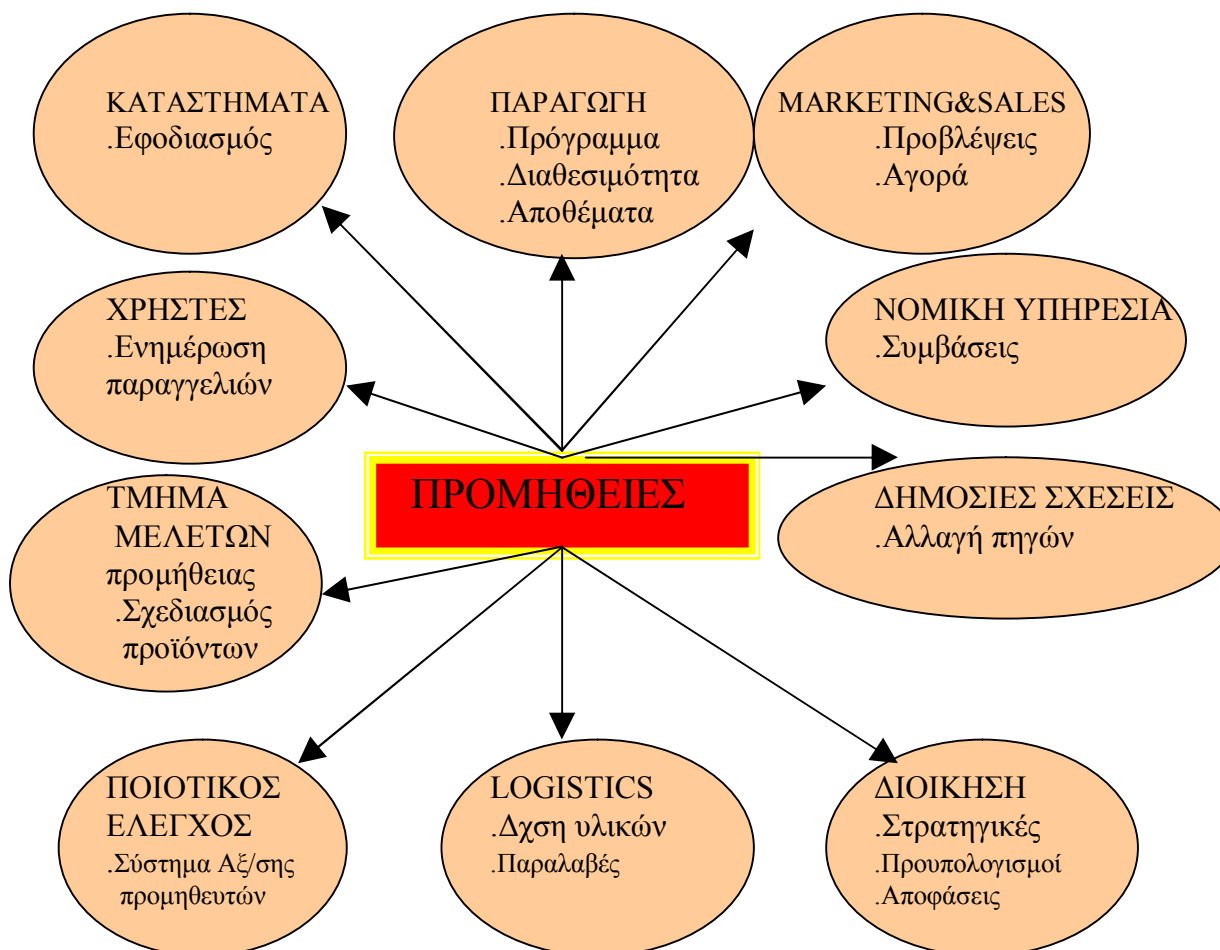 ΚΑΤΑΣΤΗΜΑΤΑ
.Εφοδιασμός
ΠΑΡΑΓΩΓΗ
.Πρόγραμμα
.Διαθεσιμότητα
.Αποθέματα
MARKETING&SALES
.Προβλέψεις
.Αγορά
ΧΡΗΣΤΕΣ
.Ενημέρωση
παραγγελιών
ΝΟΜΙΚΗ ΥΠΗΡΕΣΙΑ
.Συμβάσεις
ΠΡΟΜΗΘΕΙΕΣ
ΤΜΗΜΑ
ΜΕΛΕΤΩΝ
προμήθειας
.Σχεδιασμός
προϊόντων
ΔΗΜΟΣΙΕΣ ΣΧΕΣΕΙΣ
.Αλλαγή πηγών
ΠΟΙΟΤΙΚΟΣ
ΕΛΕΓΧΟΣ
.Σύστημα Αξ/σης
προμηθευτών
LOGISTICS
.Δχση υλικών
.Παραλαβές
ΔΙΟΙΚΗΣΗ
.Στρατηγικές
.Προυπολογισμοί
.Αποφάσεις